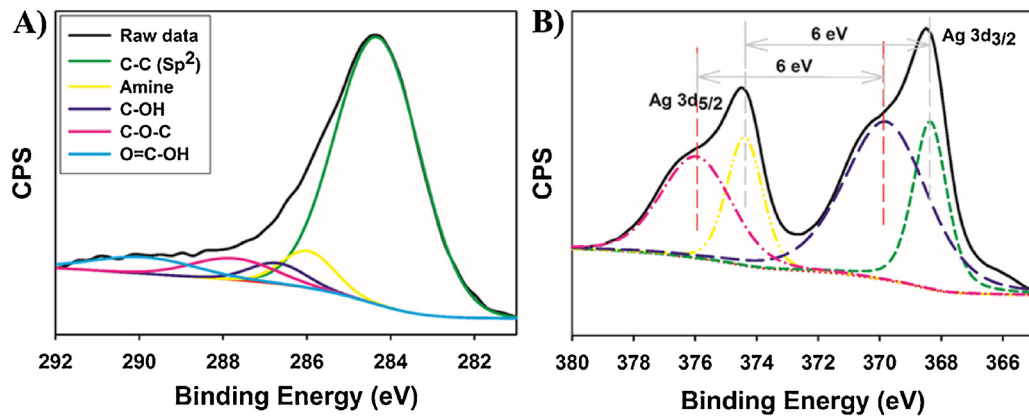 A)
Raw data
C-C (Sp²)
Amine
C-OH
C-O-C
O=C-OH
CPS
292 290 288 286 284 282
Binding Energy (eV)
B)
6 eV
Ag 3d3/2
6 eV
Ag 3d5/2
CPS
380 378 376 374 372 370 368 366
Binding Energy (eV)